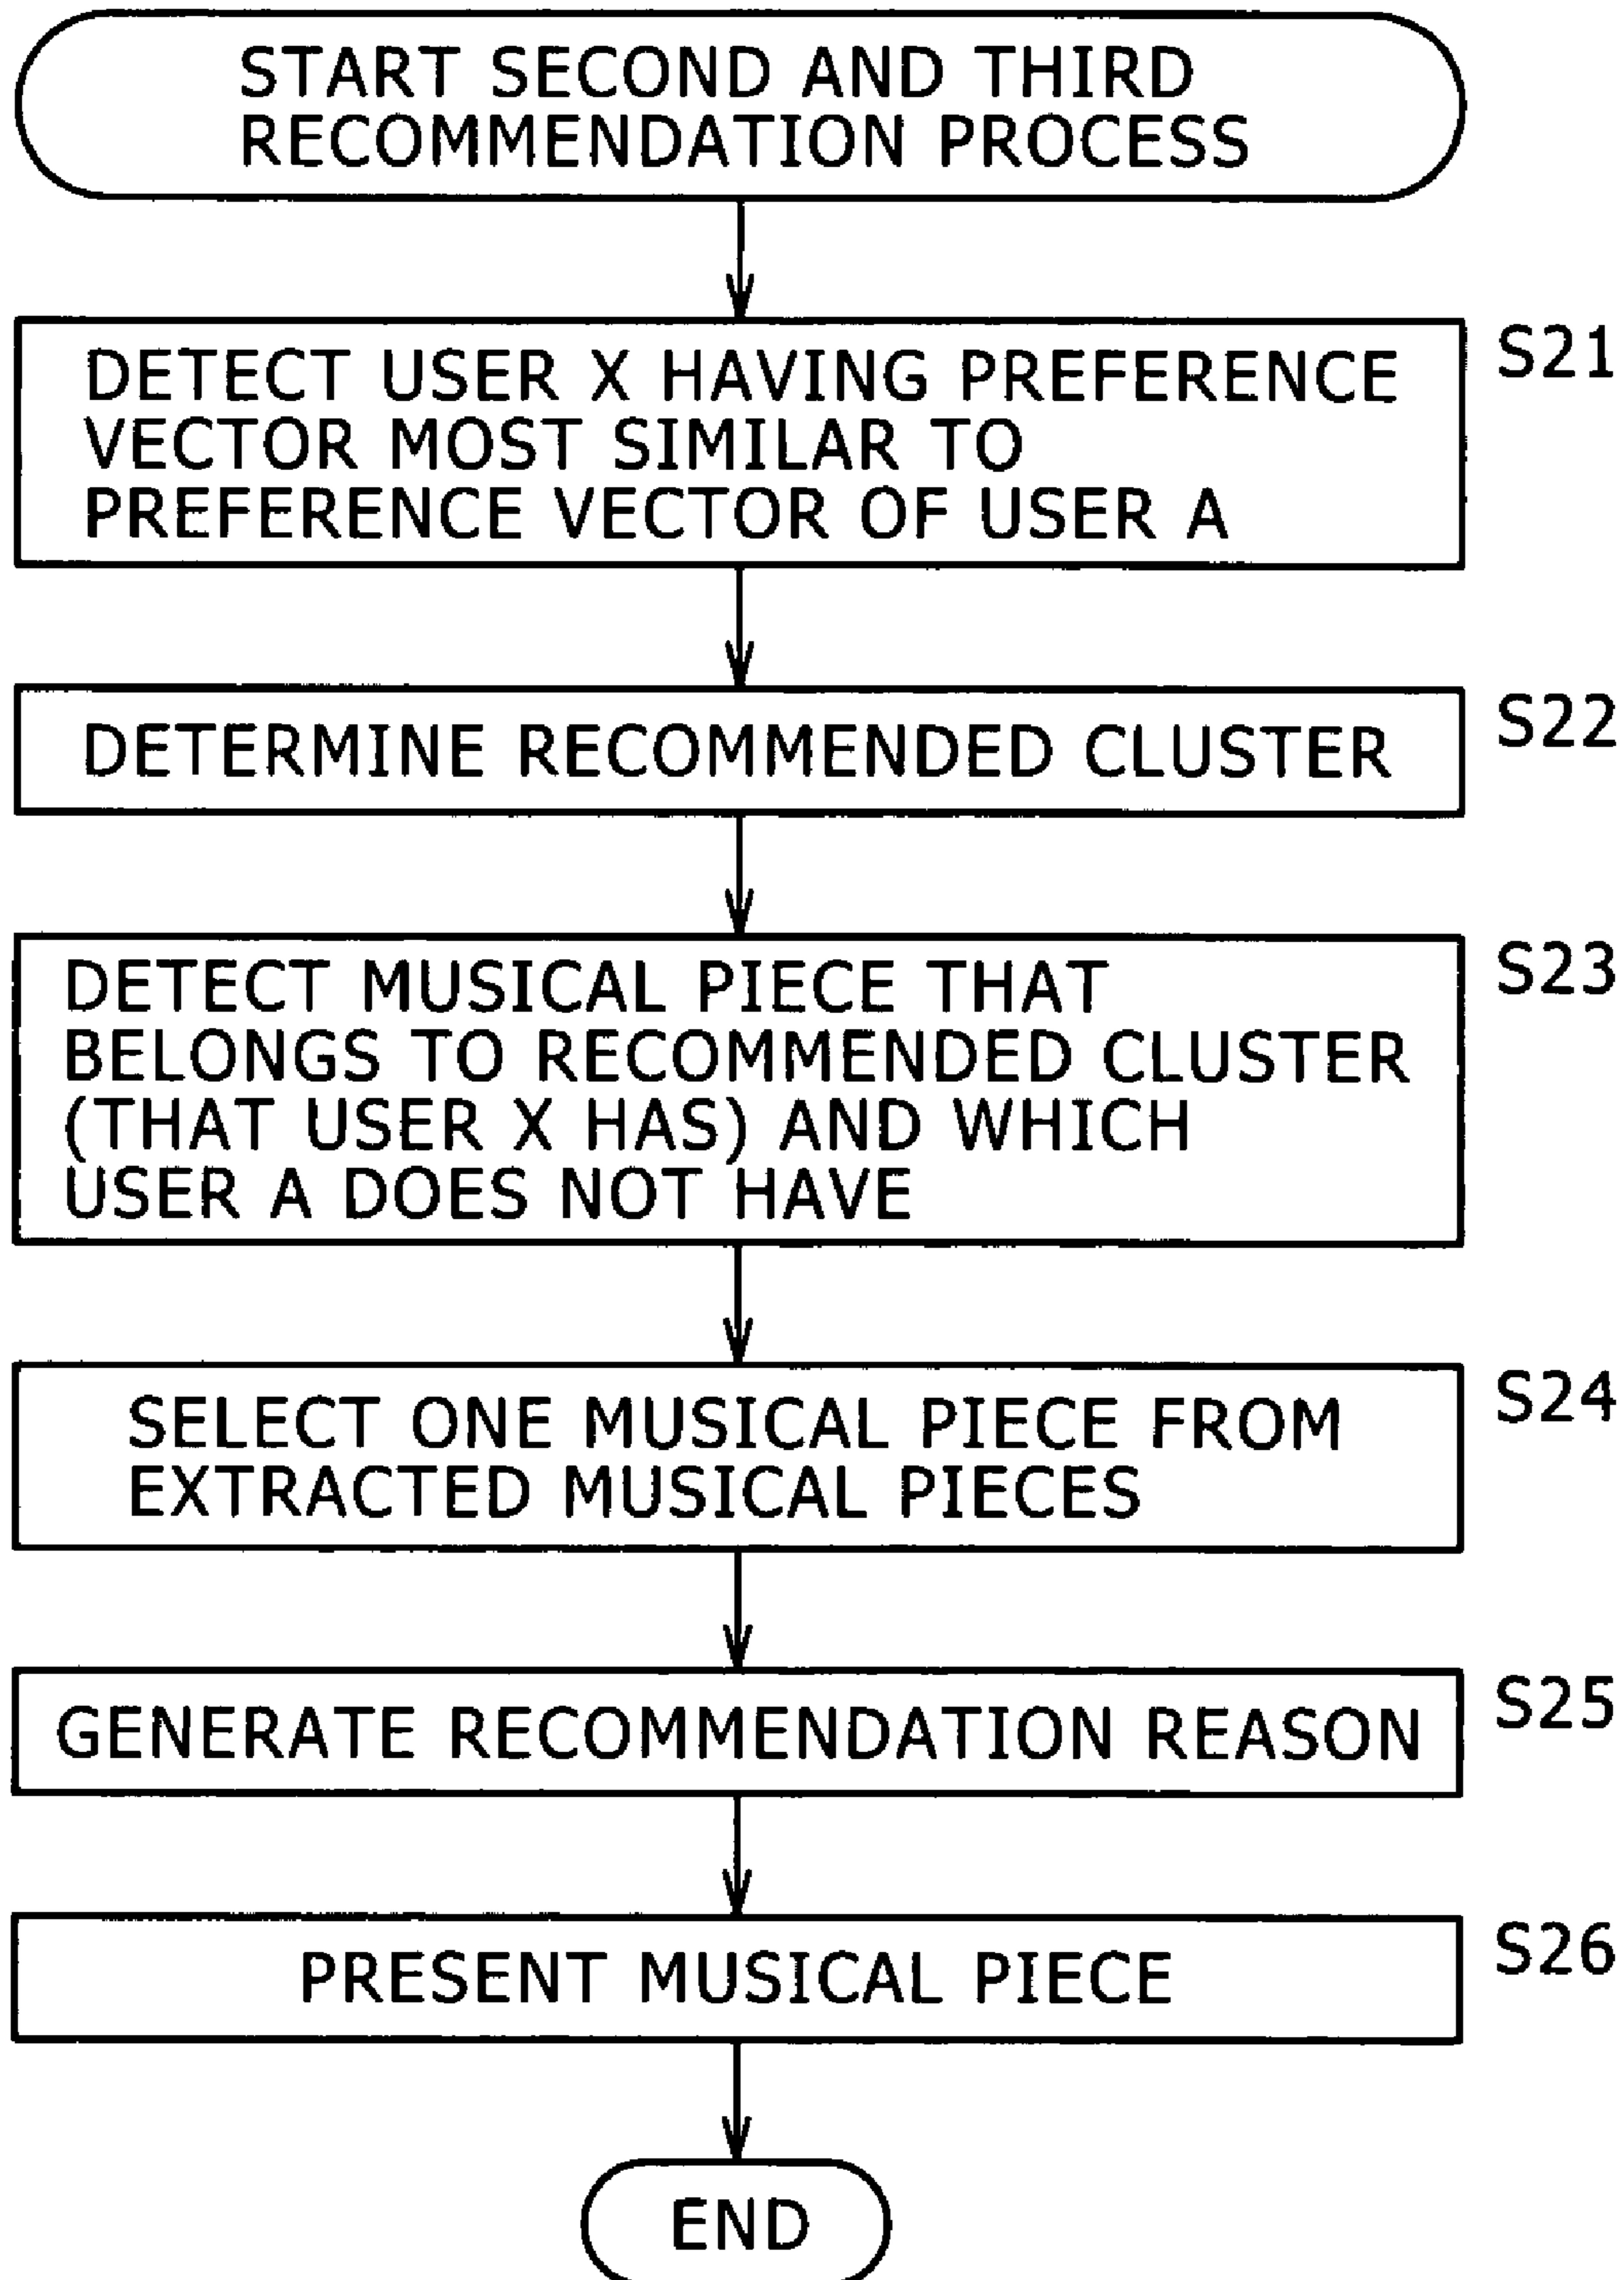 START SECOND AND THIRD
RECOMMENDATION PROCESS
DETECT USER X HAVING PREFERENCE
VECTOR MOST SIMILAR TO
PREFERENCE VECTOR OF USER A
S21
DETERMINE RECOMMENDED CLUSTER
S22
DETECT MUSICAL PIECE THAT
BELONGS TO RECOMMENDED CLUSTER
(THAT USER X HAS) AND WHICH
USER A DOES NOT HAVE
S23
SELECT ONE MUSICAL PIECE FROM
EXTRACTED MUSICAL PIECES
S24
GENERATE RECOMMENDATION REASON
S25
PRESENT MUSICAL PIECE
S26
END